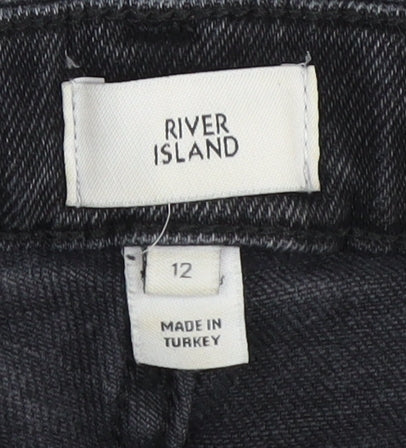 RIVER
ISLAND
12
MADE IN
TURKEY